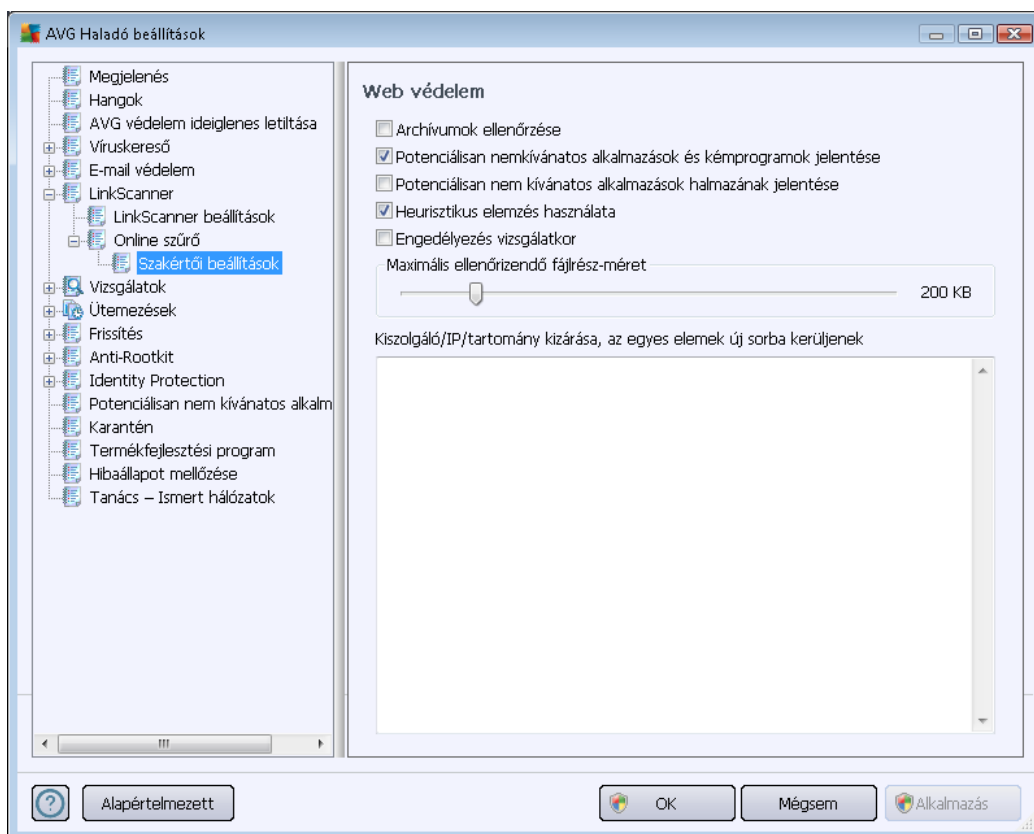 AVG Haladó beállítások
Megjelenés
Hangok
AVG védelem ideiglenes letiltása
Víruskereső
E-mail védelem
LinkScanner
LinkScanner beállítások
Online szűrő
Szakértői beállítások
Vizsgálatok
Ütemezések
Frissítés
Anti-Rootkit
Identity Protection
Potenciálisan nem kívánatos alkalm
Karantén
Termékfejlesztési program
Hibaállapot mellőzése
Tanács – Ismert hálózatok
Web védelem
Archívumok ellenőrzése
Potenciálisan nemkívánatos alkalmazások és kémprogramok jelentése
Potenciálisan nem kívánatos alkalmazások halmazának jelentése
Heurisztikus elemzés használata
Engedélyezés vizsgálatkor
Maximális ellenőrizendő fájlrész-méret
200 KB
Kiszolgáló/IP/tartomány kizárása, az egyes elemek új sorba kerüljenek
Alapértelmezett
OK
Mégsem
Alkalmazás